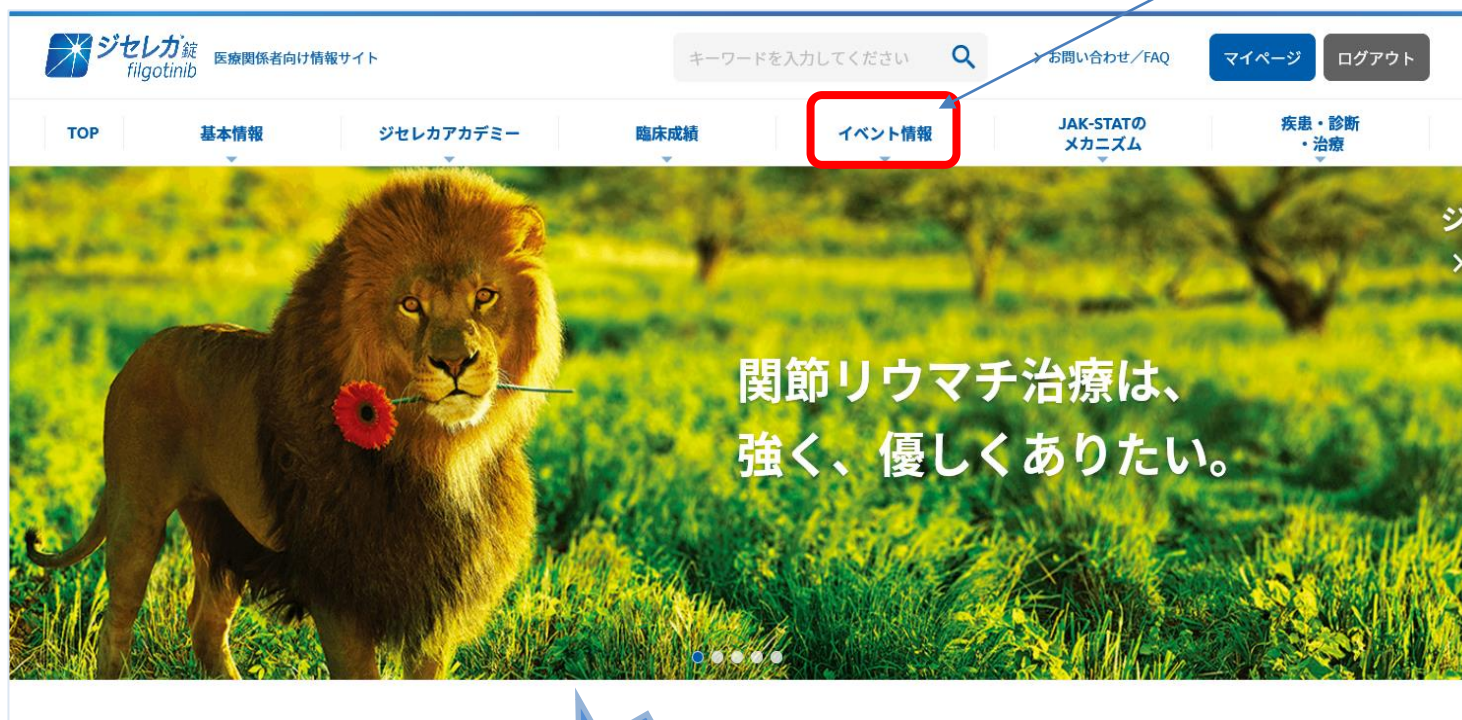 ジセレカ錠
filgotinib
医療関係者向け情報サイト
キーワードを入力してください
お問い合わせ/FAQ
マイページ
ログアウト
TOP
基本情報
ジセレカアカデミー
臨床成績
イベント情報
JAK-STATの
メカニズム
疾患・診断
・治療
関節リウマチ治療は、
強く、優しくありたい。